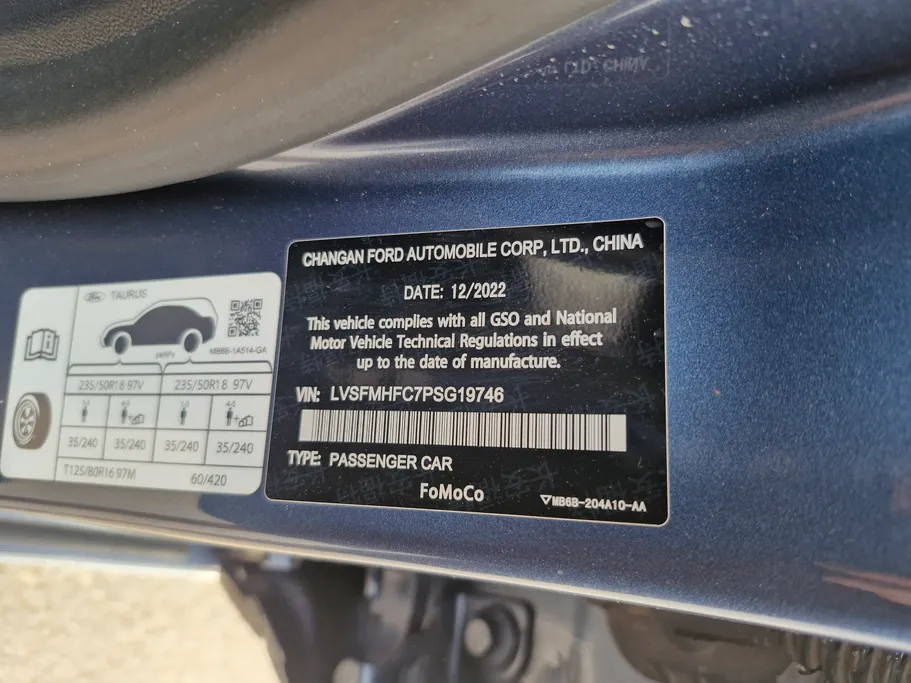 Ford TAURUS
MB6B-1A514-GA
235/50R18 97V 235/50R18 97V
35/240 35/240 35/240 35/240
T125/80R16 97M 60/420
CHANGAN FORD AUTOMOBILE CORP, LTD., CHINA
DATE: 12/2022
This vehicle complies with all GSO and National
Motor Vehicle Technical Regulations in effect
up to the date of manufacture.
VIN: LVSFMHFC7PSG19746
TYPE: PASSENGER CAR
FoMoCo
MB6B-204A10-AA